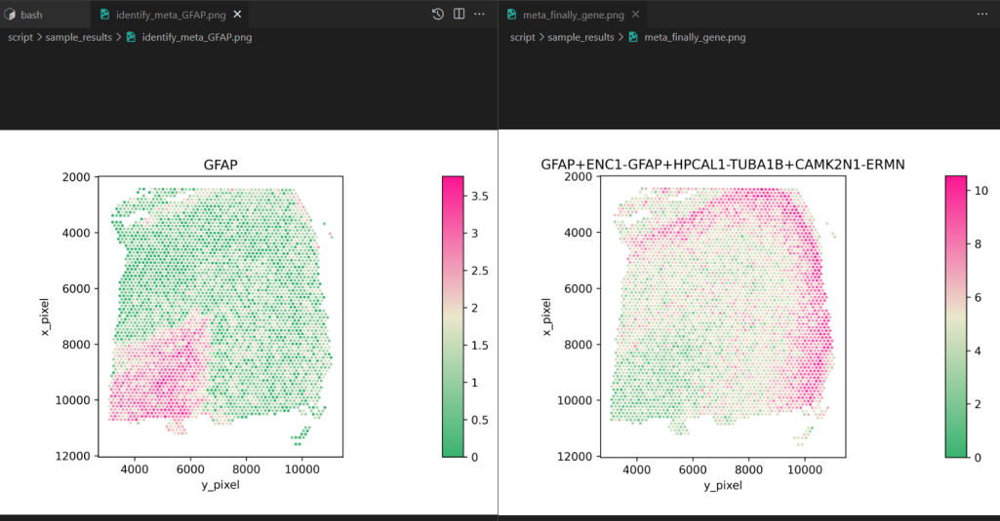 bash
identify_meta_GFAP.png
script > sample_results > identify_meta_GFAP.png
GFAP
2000
4000
6000
8000
10000
12000
x_pixel
4000 6000 8000 10000
y_pixel
3.5
3
2.5
2
1.5
1
0.5
0
meta_finally_gene.png
script > sample_results > meta_finally_gene.png
GFAP+ENC1-GFAP+HPCAL1-TUBA1B+CAMK2N1-ERMN
2000
4000
6000
8000
10000
12000
x_pixel
4000 6000 8000 10000
y_pixel
10
8
6
4
2
0